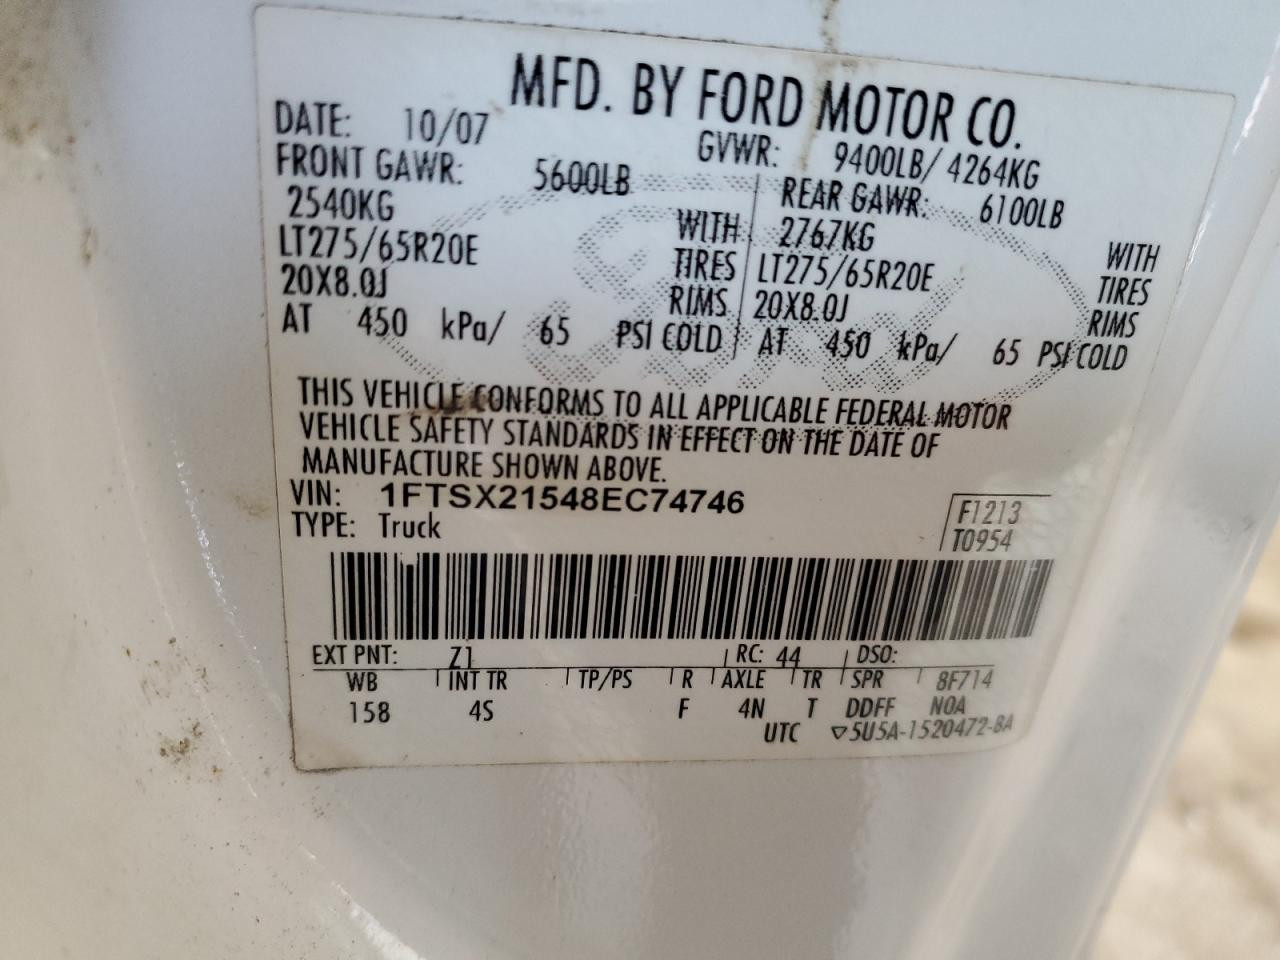 MFD. BY FORD MOTOR CO.
DATE: 10/07 GVWR: 9400LB/ 4264KG
FRONT GAWR: 5600LB REAR GAWR: 6100LB
2540KG WITH 2767KG WITH
LT275/65R20E TIRES LT275/65R20E TIRES
20X8.0J RIMS 20X8.0J RIMS
AT 450 kPa/ 65 PSI COLD AT 450 kPa/ 65 PSI COLD
Ford
THIS VEHICLE CONFORMS TO ALL APPLICABLE FEDERAL MOTOR
VEHICLE SAFETY STANDARDS IN EFFECT ON THE DATE OF
MANUFACTURE SHOWN ABOVE.
VIN: 1FTSX21548EC74746
TYPE: Truck
F1213
T0954
EXT PNT: Z1 RC: 44 DSO:
WB INT TR TP/PS R AXLE TR SPR 8F714
158 4S F 4N T DDFF N0A
UTC ▽5U5A-1520472-BA